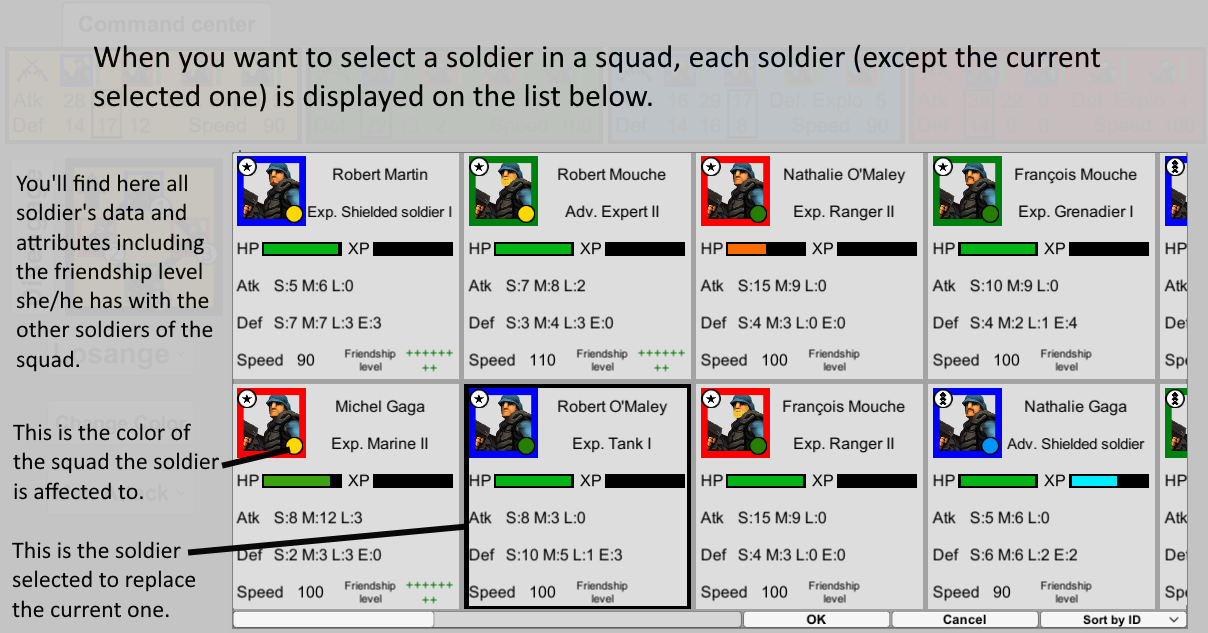 Command center
When you want to select a soldier in a squad, each soldier (except the current
selected one) is displayed on the list below.
You'll find here all
soldier's data and
attributes including
the friendship level
she/he has with the
other soldiers of the
squad.
This is the color of
the squad the soldier
is affected to.
This is the soldier
selected to replace
the current one.
Robert Martin
Exp. Shielded soldier I
HP XP
Atk S:5 M:6 L:0
Def S:7 M:7 L:3 E:3
Speed 90 Friendship level ++++++
++
Robert Mouche
Adv. Expert II
HP XP
Atk S:7 M:8 L:2
Def S:3 M:4 L:3 E:0
Speed 110 Friendship level ++++++
++
Nathalie O'Maley
Exp. Ranger II
HP XP
Atk S:15 M:9 L:0
Def S:4 M:3 L:0 E:0
Speed 100 Friendship level
François Mouche
Exp. Grenadier I
HP XP
Atk S:10 M:9 L:0
Def S:4 M:2 L:1 E:4
Speed 100 Friendship level
HP
Atk
Def
Spe
Michel Gaga
Exp. Marine II
HP XP
Atk S:8 M:12 L:3
Def S:2 M:3 L:3 E:0
Speed 100 Friendship level ++++++
++
Robert O'Maley
Exp. Tank I
HP XP
Atk S:8 M:3 L:0
Def S:10 M:5 L:1 E:3
Speed 100 Friendship level
François Mouche
Exp. Ranger II
HP XP
Atk S:15 M:9 L:0
Def S:4 M:3 L:0 E:0
Speed 100 Friendship level
Nathalie Gaga
Adv. Shielded soldier
HP XP
Atk S:5 M:6 L:0
Def S:6 M:6 L:2 E:2
Speed 90 Friendship level
HP
Atk
Def
Spe
OK Cancel Sort by ID